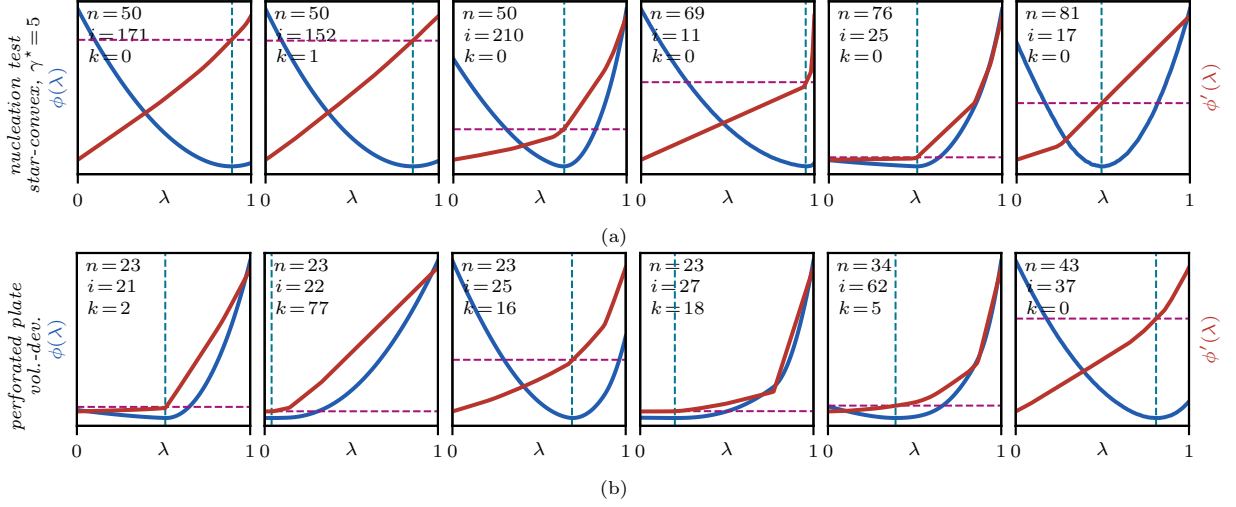 nucleation test
star-convex, γ* = 5
ϕ(λ)
n = 50
i = 171
k = 0
n = 50
i = 152
k = 1
n = 50
i = 210
k = 0
n = 69
i = 11
k = 0
n = 76
i = 25
k = 0
n = 81
i = 17
k = 0
ϕ′(λ)
0 λ 1 0 λ 1 0 λ 1 0 λ 1 0 λ 1 0 λ 1
(a)
perforated plate
vol.-dev.
ϕ(λ)
n = 23
i = 21
k = 2
n = 23
i = 22
k = 77
n = 23
i = 25
k = 16
n = 23
i = 27
k = 18
n = 34
i = 62
k = 5
n = 43
i = 37
k = 0
ϕ′(λ)
0 λ 1 0 λ 1 0 λ 1 0 λ 1 0 λ 1 0 λ 1
(b)